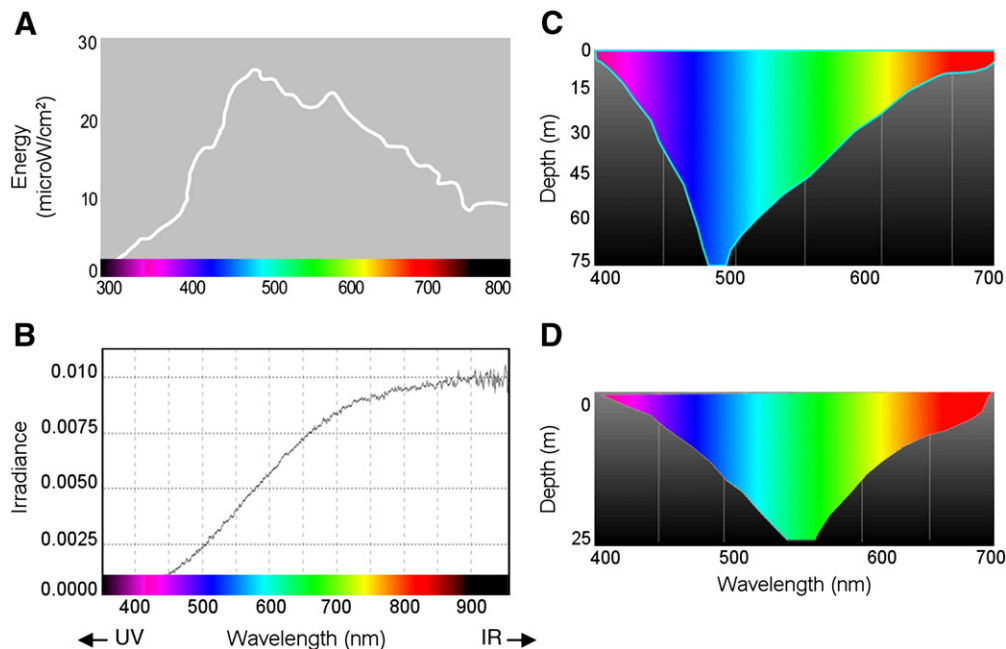 A
30
20
10
0
Energy
(microW/cm²)
300 400 500 600 700 800
B
0.010
0.0075
0.0050
0.0025
0.0000
Irradiance
400 500 600 700 800 900
UV Wavelength (nm) IR
C
0
15
30
45
60
75
Depth (m)
400 500 600 700
D
0
25
Depth (m)
400 500 600 700
Wavelength (nm)